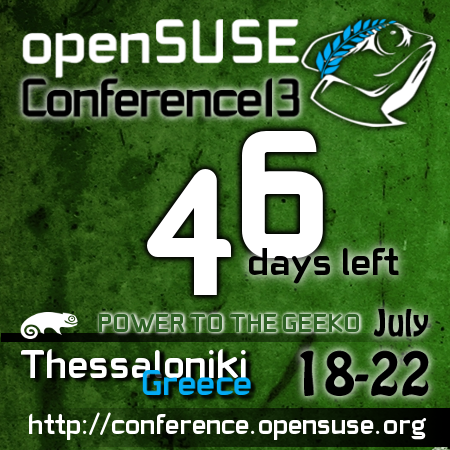 openSUSE
Conference13
46
days left
POWER TO THE GEEKO
July
Thessaloniki
18-22
Greece
http://conference.opensuse.org